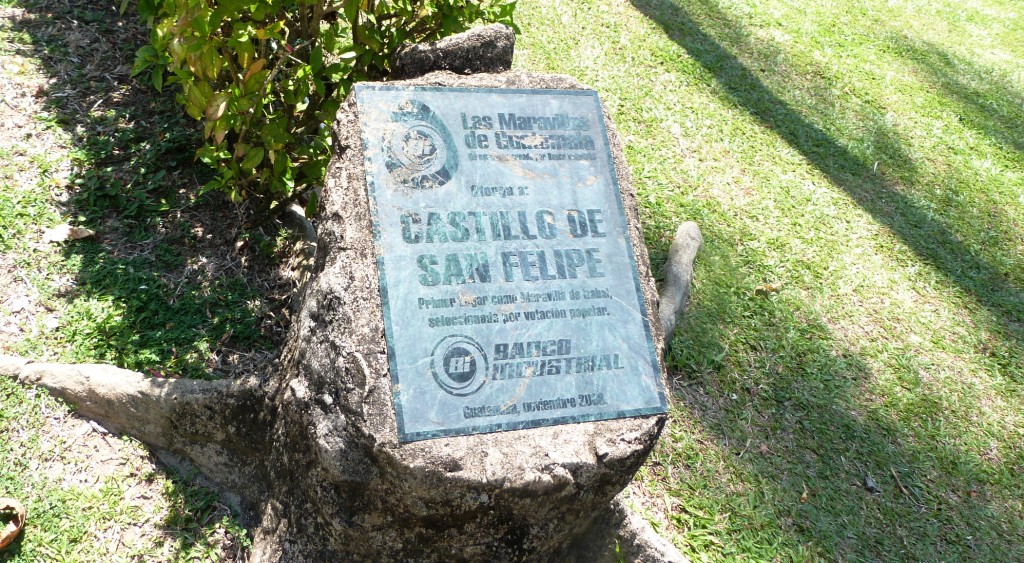 Las Maravillas
de Guatemala
Otorga a:
CASTILLO DE
SAN FELIPE
Primer lugar como Maravilla de Izabal,
seleccionada por votación popular.
Bi BANCO
INDUSTRIAL
Guatemala, noviembre